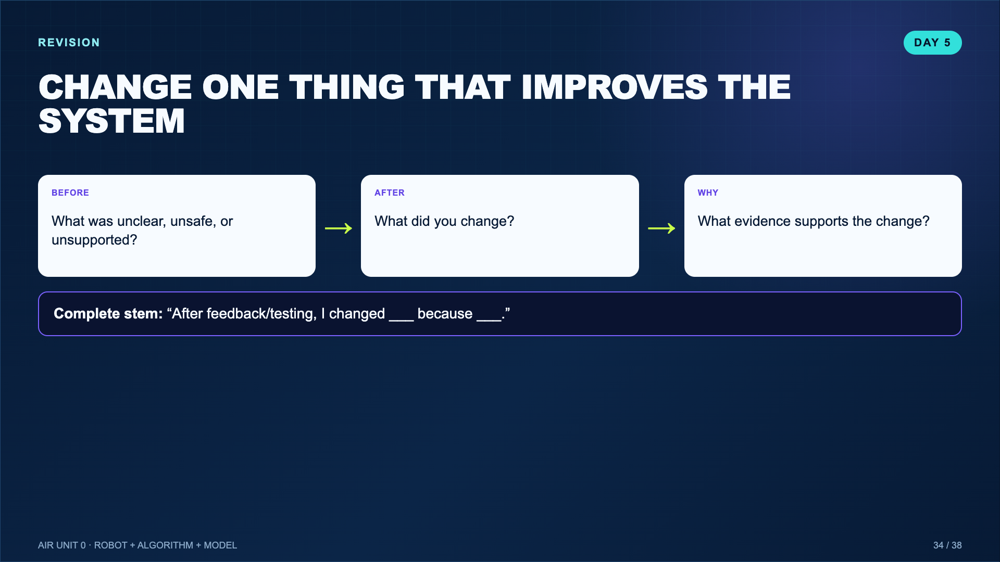 REVISION
DAY 5
CHANGE ONE THING THAT IMPROVES THE
SYSTEM
BEFORE
What was unclear, unsafe, or
unsupported?
→
AFTER
What did you change?
→
WHY
What evidence supports the change?
Complete stem: “After feedback/testing, I changed ___ because ___.”
AIR UNIT 0 · ROBOT + ALGORITHM + MODEL
34 / 38